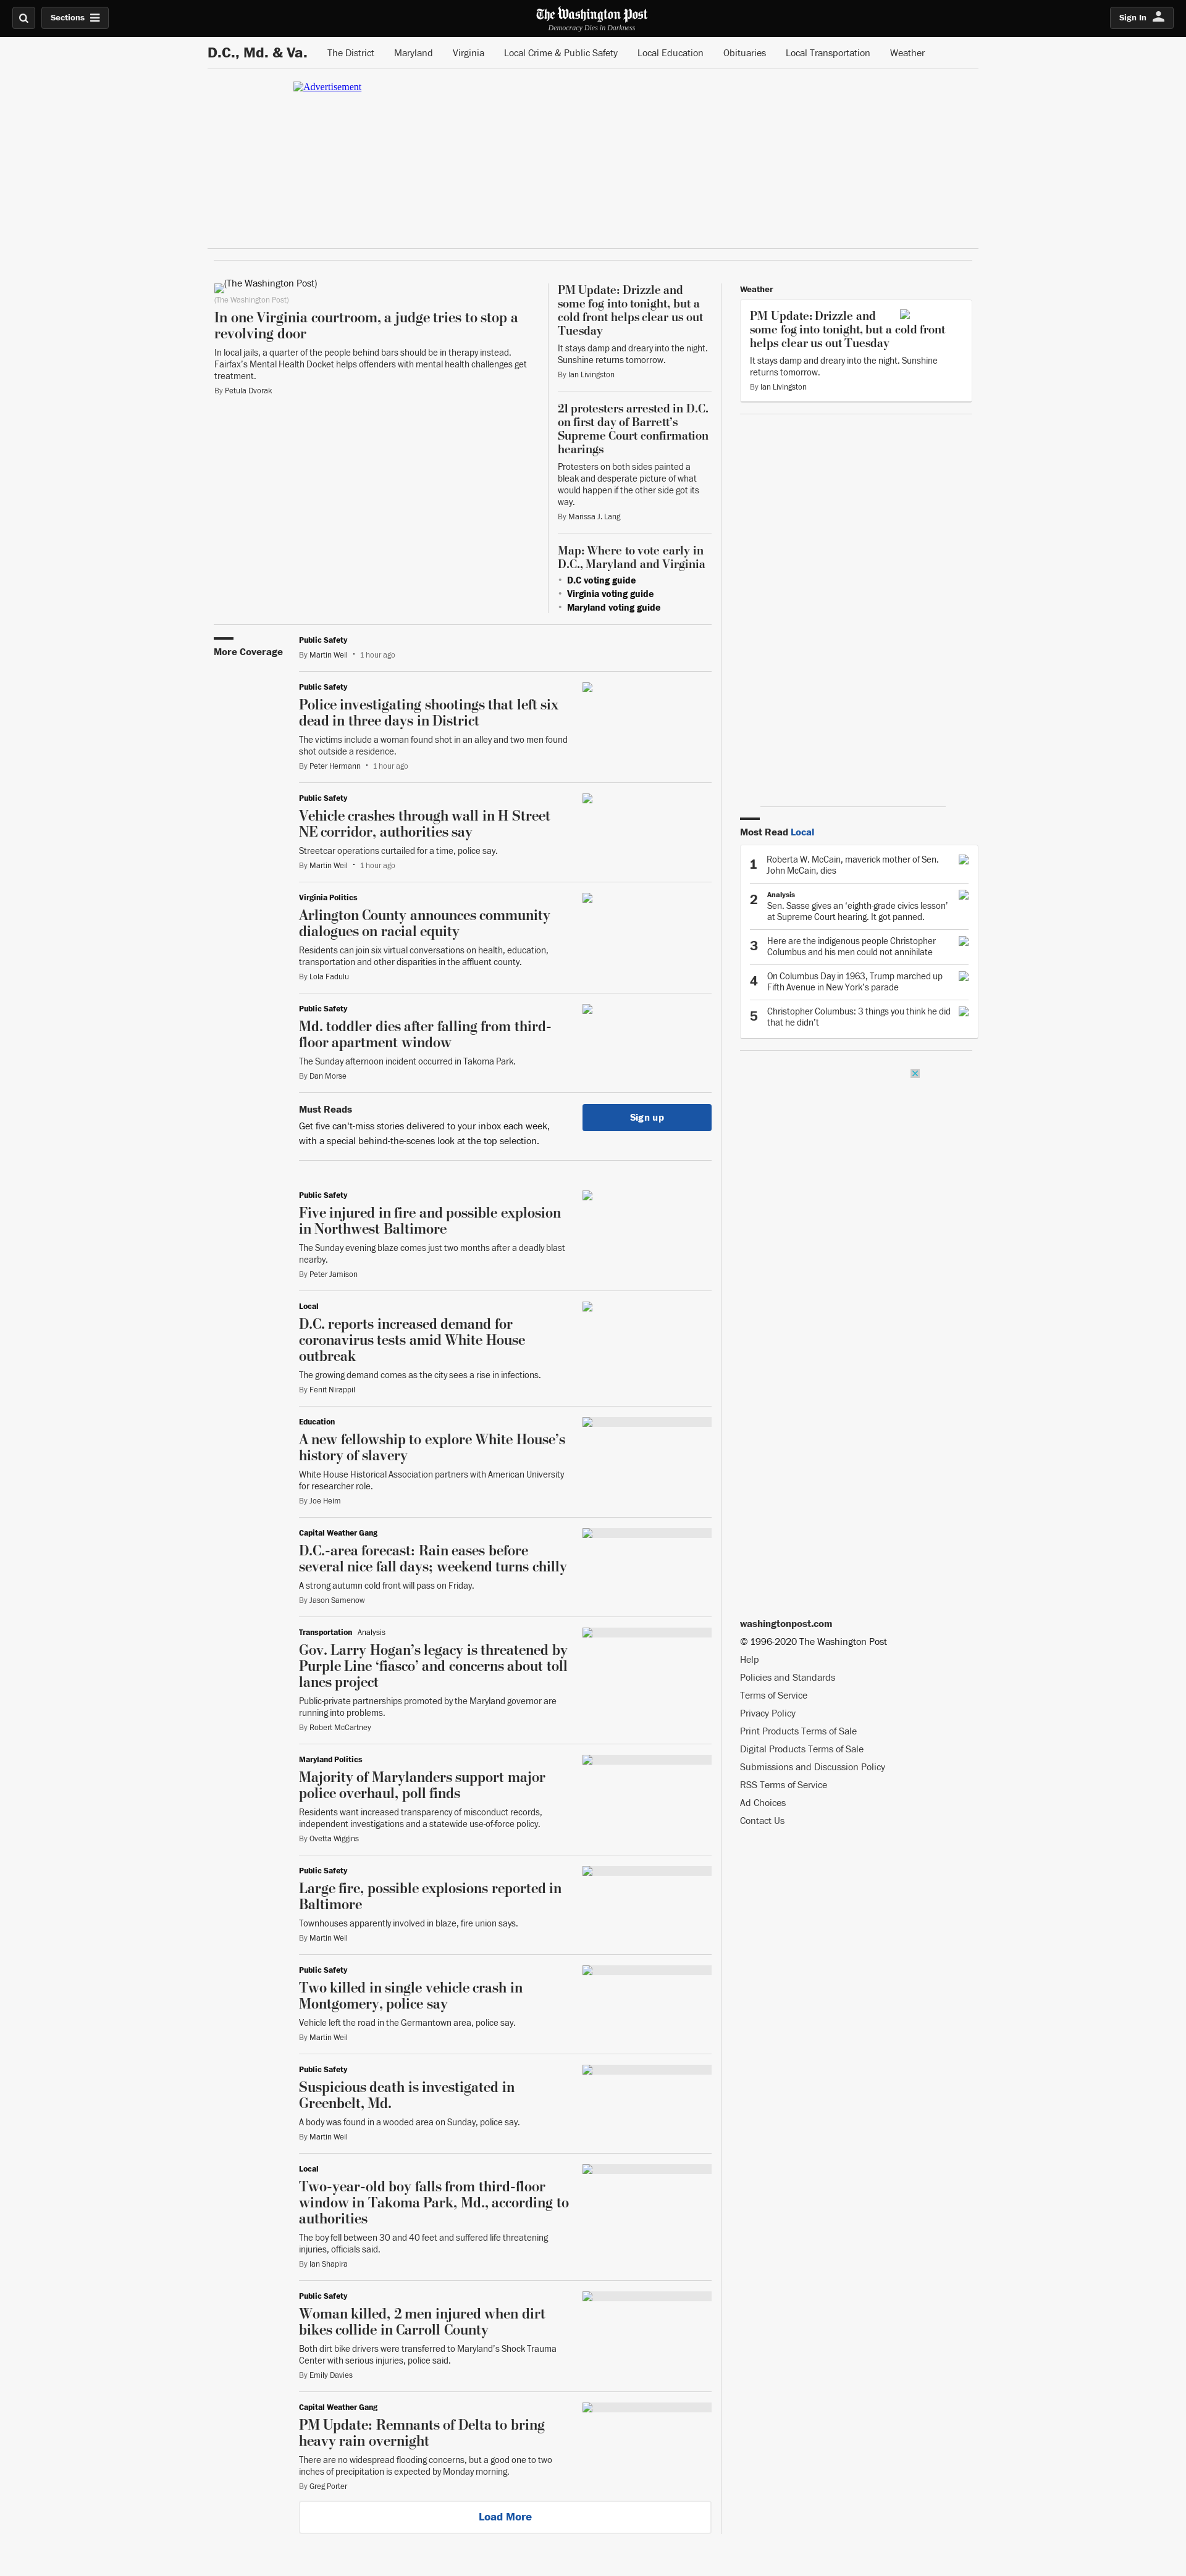 Sections
The Washington Post
Democracy Dies in Darkness
Sign In
D.C., Md. & Va.
The District
Maryland
Virginia
Local Crime & Public Safety
Local Education
Obituaries
Local Transportation
Weather
Advertisement
(The Washington Post)
(The Washington Post)
In one Virginia courtroom, a judge tries to stop a
revolving door
In local jails, a quarter of the people behind bars should be in therapy instead.
Fairfax’s Mental Health Docket helps offenders with mental health challenges get
treatment.
By Petula Dvorak
PM Update: Drizzle and
some fog into tonight, but a
cold front helps clear us out
Tuesday
It stays damp and dreary into the night.
Sunshine returns tomorrow.
By Ian Livingston
21 protesters arrested in D.C.
on first day of Barrett’s
Supreme Court confirmation
hearings
Protesters on both sides painted a
bleak and desperate picture of what
would happen if the other side got its
way.
By Marissa J. Lang
Map: Where to vote early in
D.C., Maryland and Virginia
• D.C voting guide
• Virginia voting guide
• Maryland voting guide
Weather
PM Update: Drizzle and
some fog into tonight, but a cold front
helps clear us out Tuesday
It stays damp and dreary into the night. Sunshine
returns tomorrow.
By Ian Livingston
More Coverage
Public Safety
By Martin Weil • 1 hour ago
Public Safety
Police investigating shootings that left six
dead in three days in District
The victims include a woman found shot in an alley and two men found
shot outside a residence.
By Peter Hermann • 1 hour ago
Public Safety
Vehicle crashes through wall in H Street
NE corridor, authorities say
Streetcar operations curtailed for a time, police say.
By Martin Weil • 1 hour ago
Virginia Politics
Arlington County announces community
dialogues on racial equity
Residents can join six virtual conversations on health, education,
transportation and other disparities in the affluent county.
By Lola Fadulu
Public Safety
Md. toddler dies after falling from third-
floor apartment window
The Sunday afternoon incident occurred in Takoma Park.
By Dan Morse
Must Reads
Get five can't-miss stories delivered to your inbox each week,
with a special behind-the-scenes look at the top selection.
Sign up
Public Safety
Five injured in fire and possible explosion
in Northwest Baltimore
The Sunday evening blaze comes just two months after a deadly blast
nearby.
By Peter Jamison
Local
D.C. reports increased demand for
coronavirus tests amid White House
outbreak
The growing demand comes as the city sees a rise in infections.
By Fenit Nirappil
Education
A new fellowship to explore White House’s
history of slavery
White House Historical Association partners with American University
for researcher role.
By Joe Heim
Capital Weather Gang
D.C.-area forecast: Rain eases before
several nice fall days; weekend turns chilly
A strong autumn cold front will pass on Friday.
By Jason Samenow
Transportation Analysis
Gov. Larry Hogan’s legacy is threatened by
Purple Line ‘fiasco’ and concerns about toll
lanes project
Public-private partnerships promoted by the Maryland governor are
running into problems.
By Robert McCartney
Maryland Politics
Majority of Marylanders support major
police overhaul, poll finds
Residents want increased transparency of misconduct records,
independent investigations and a statewide use-of-force policy.
By Ovetta Wiggins
Public Safety
Large fire, possible explosions reported in
Baltimore
Townhouses apparently involved in blaze, fire union says.
By Martin Weil
Public Safety
Two killed in single vehicle crash in
Montgomery, police say
Vehicle left the road in the Germantown area, police say.
By Martin Weil
Public Safety
Suspicious death is investigated in
Greenbelt, Md.
A body was found in a wooded area on Sunday, police say.
By Martin Weil
Local
Two-year-old boy falls from third-floor
window in Takoma Park, Md., according to
authorities
The boy fell between 30 and 40 feet and suffered life threatening
injuries, officials said.
By Ian Shapira
Public Safety
Woman killed, 2 men injured when dirt
bikes collide in Carroll County
Both dirt bike drivers were transferred to Maryland’s Shock Trauma
Center with serious injuries, police said.
By Emily Davies
Capital Weather Gang
PM Update: Remnants of Delta to bring
heavy rain overnight
There are no widespread flooding concerns, but a good one to two
inches of precipitation is expected by Monday morning.
By Greg Porter
Load More
Most Read Local
1 Roberta W. McCain, maverick mother of Sen.
John McCain, dies
2 Analysis
Sen. Sasse gives an ‘eighth-grade civics lesson’
at Supreme Court hearing. It got panned.
3 Here are the indigenous people Christopher
Columbus and his men could not annihilate
4 On Columbus Day in 1963, Trump marched up
Fifth Avenue in New York’s parade
5 Christopher Columbus: 3 things you think he did
that he didn’t
washingtonpost.com
© 1996-2020 The Washington Post
Help
Policies and Standards
Terms of Service
Privacy Policy
Print Products Terms of Sale
Digital Products Terms of Sale
Submissions and Discussion Policy
RSS Terms of Service
Ad Choices
Contact Us